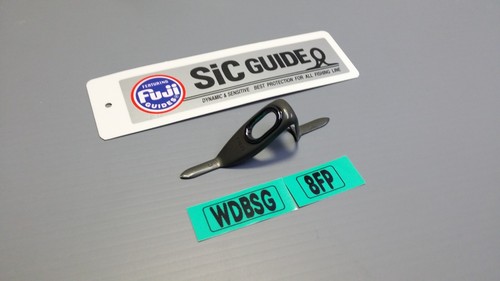 FEATURING
Fuji
GUIDES
SiC GUIDE
DYNAMIC & SENSITIVE BEST PROTECTION FOR ALL FISHING LINE
WDBSG 8FP